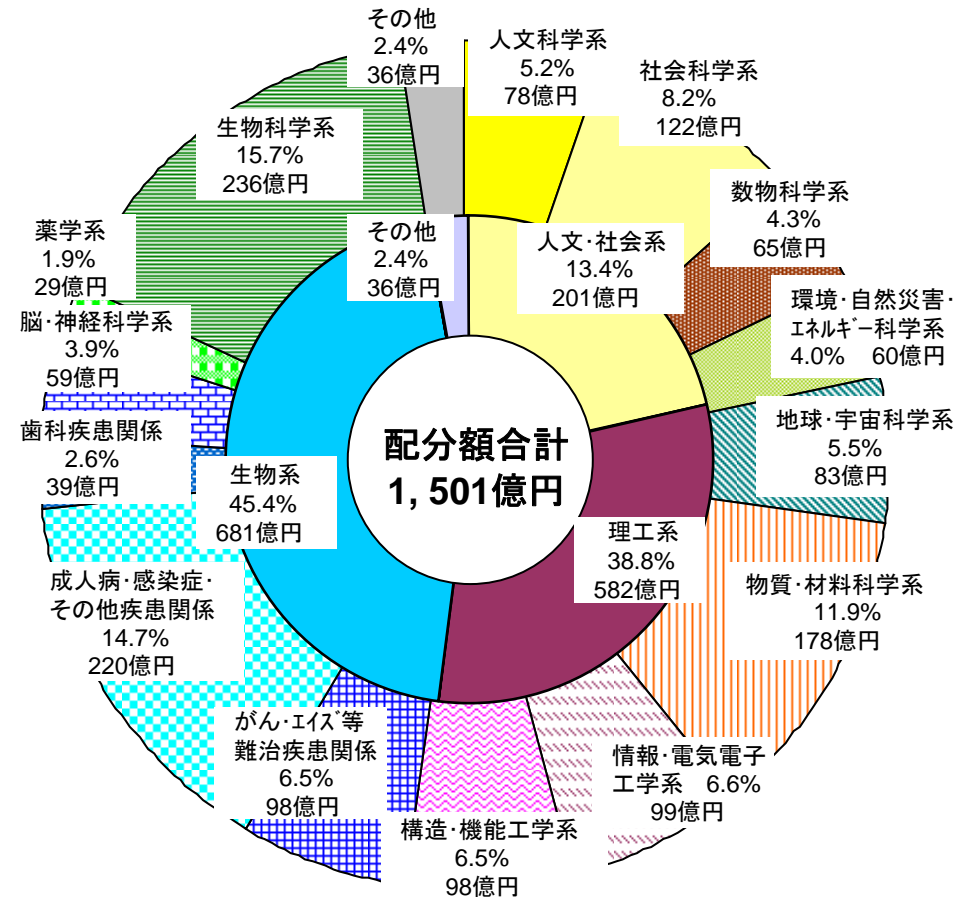 その他
2.4%
36億円
人文科学系
5.2%
78億円
社会科学系
8.2%
122億円
数物科学系
4.3%
65億円
環境･自然災害･
ｴﾈﾙｷﾞｰ科学系
4.0%　60億円
地球･宇宙科学系
5.5%
83億円
物質･材料科学系
11.9%
178億円
情報･電気電子
工学系　6.6%
99億円
構造･機能工学系
6.5%
98億円
がん･ｴｲｽﾞ等
難治疾患関係
6.5%
98億円
成人病･感染症･
その他疾患関係
14.7%
220億円
歯科疾患関係
2.6%
39億円
脳･神経科学系
3.9%
59億円
薬学系
1.9%
29億円
生物科学系
15.7%
236億円
その他
2.4%
36億円
人文･社会系
13.4%
201億円
理工系
38.8%
582億円
生物系
45.4%
681億円
配分額合計
1, 501億円